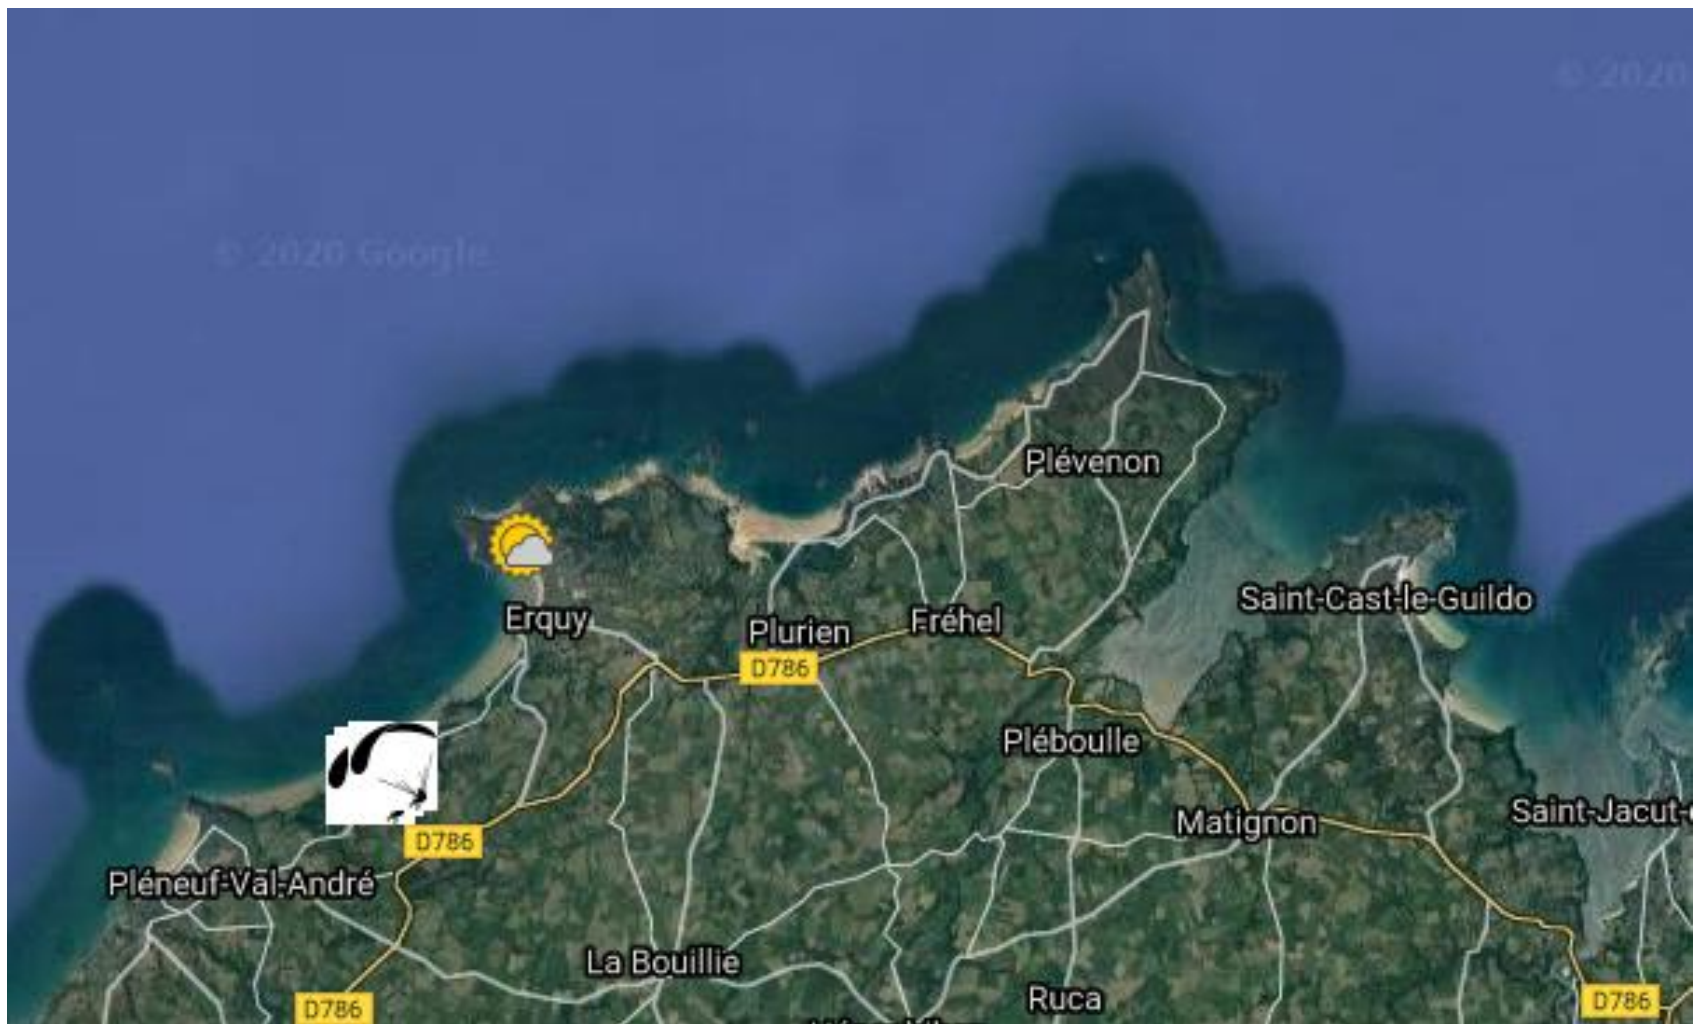 © 2020
© 2020 Google
Plévenon
Saint-Cast-le-Guildo
Erquy
Fréhel
Plurien
D786
Pléboulle
Matignon
Saint-Jacut-
D786
Pléneuf-Val-André
La Bouillie
Ruca
D786
D786